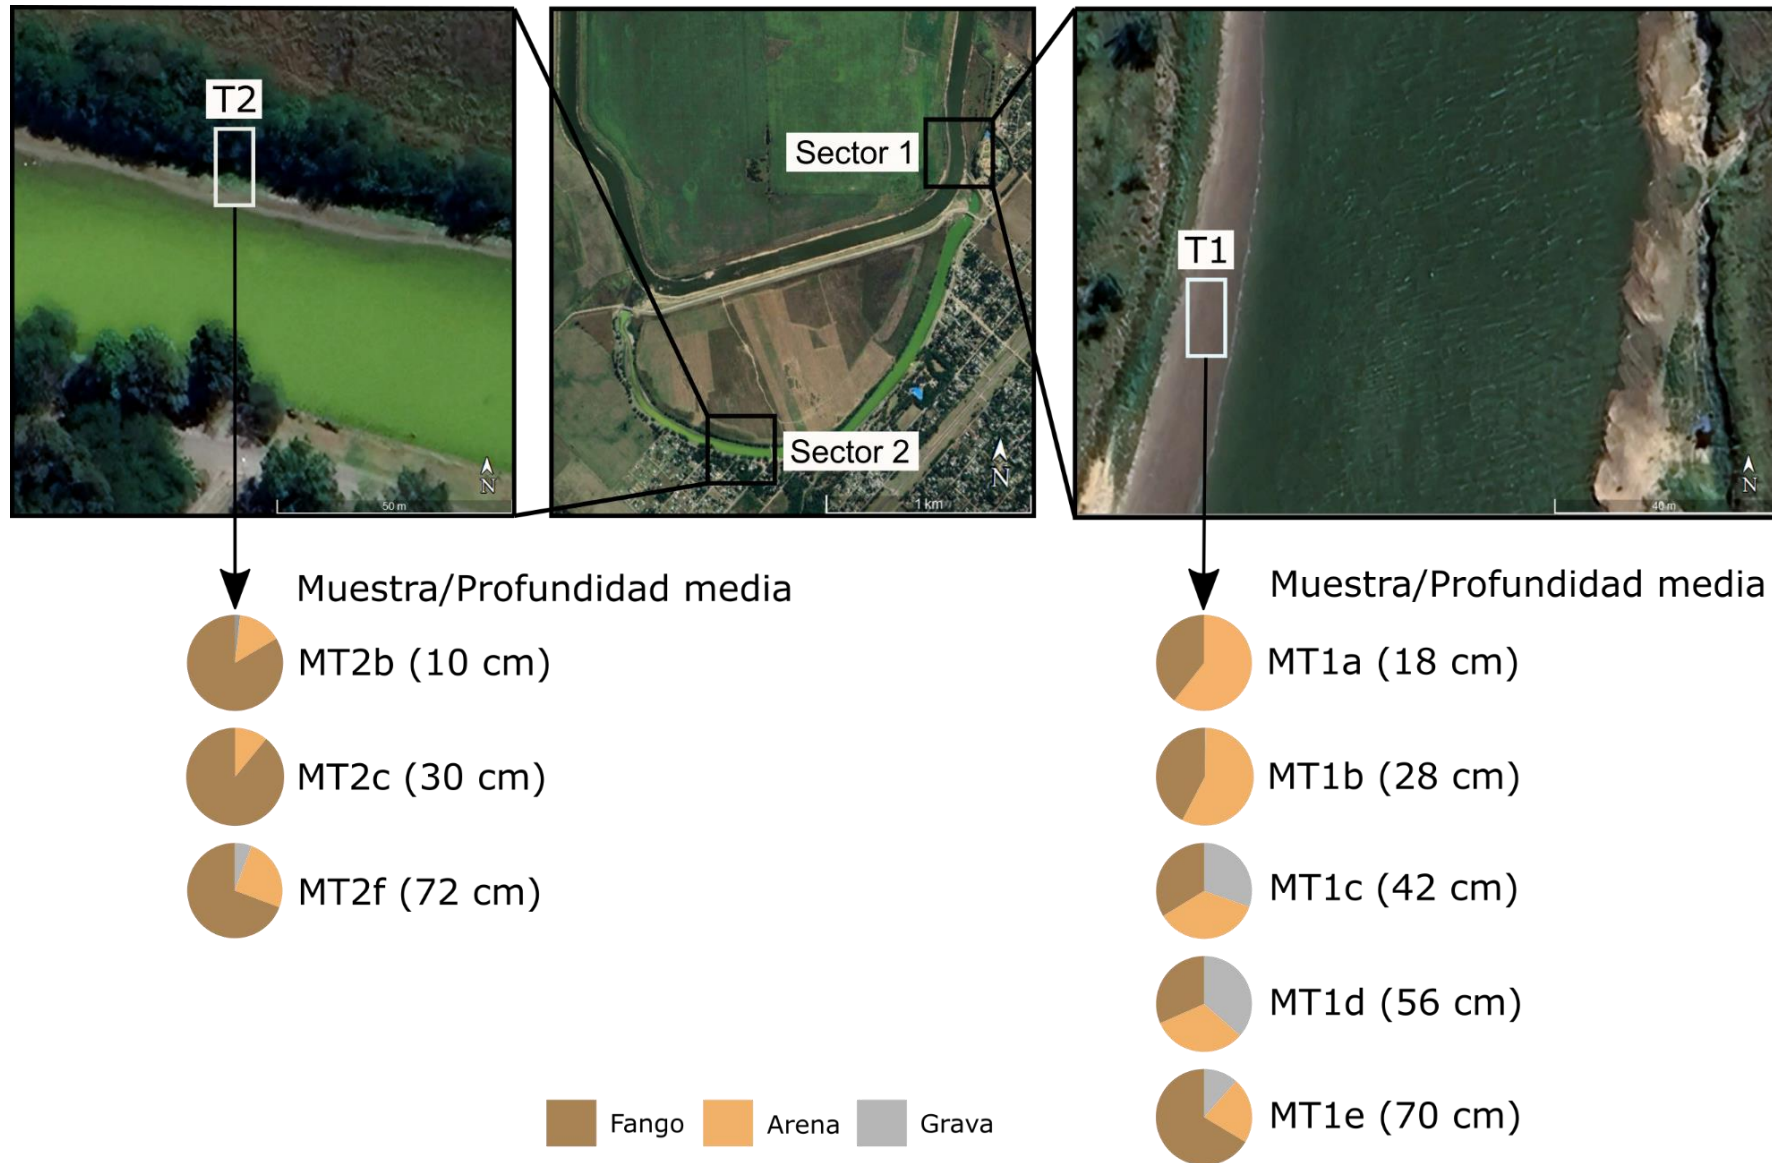 T2
N
50 m
Sector 1
Sector 2
N
1 km
T1
N
40 m
Muestra/Profundidad media
MT2b (10 cm)
MT2c (30 cm)
MT2f (72 cm)
Muestra/Profundidad media
MT1a (18 cm)
MT1b (28 cm)
MT1c (42 cm)
MT1d (56 cm)
MT1e (70 cm)
Fango
Arena
Grava